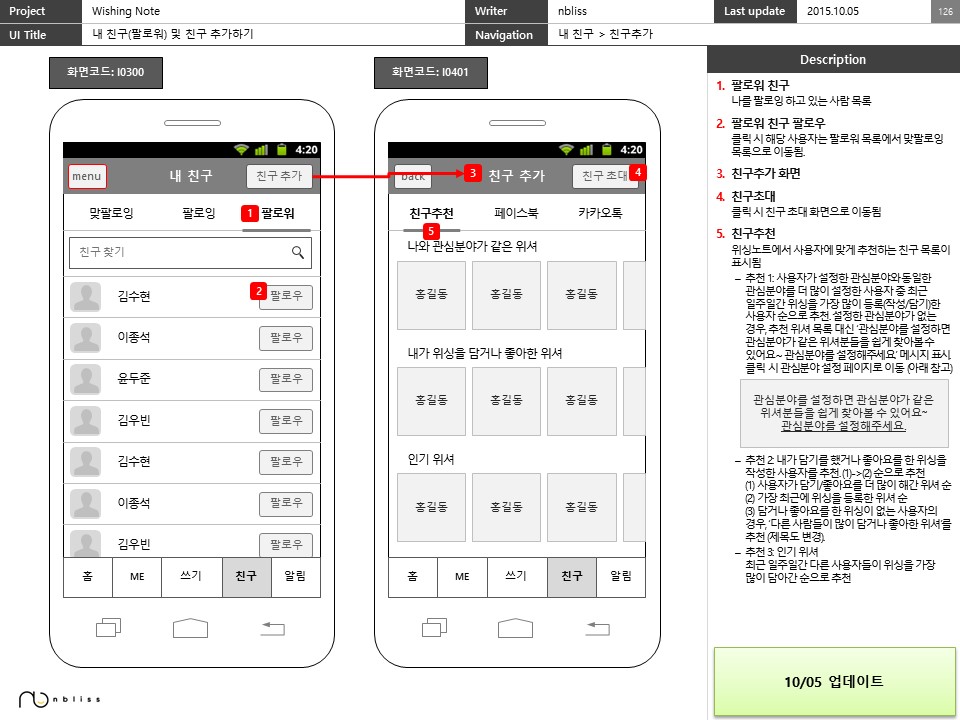 Project Wishing Note Writer nbliss Last update 2015.10.05 126
UI Title 내 친구(팔로워) 및 친구 추가하기 Navigation 내 친구 > 친구추가
화면코드: I0300
4:20
menu 내 친구 친구 추가
맞팔로잉 팔로잉 1 팔로워
친구 찾기
김수현 2 팔로우
이종석 팔로우
윤두준 팔로우
김우빈 팔로우
김수현 팔로우
이종석 팔로우
김우빈 팔로우
홈 ME 쓰기 친구 알림
화면코드: I0401
4:20
back 3 친구 추가 친구 초대 4
친구추천 페이스북 카카오톡
5
나와 관심분야가 같은 위셔
홍길동 홍길동 홍길동
내가 위싱을 담거나 좋아한 위셔
홍길동 홍길동 홍길동
인기 위셔
홍길동 홍길동 홍길동
홈 ME 쓰기 친구 알림
Description
1. 팔로워 친구
나를 팔로잉 하고 있는 사람 목록
2. 팔로워 친구 팔로우
클릭 시 해당 사용자는 팔로워 목록에서 맞팔로잉
목록으로 이동됨.
3. 친구추가 화면
4. 친구초대
클릭 시 친구 초대 화면으로 이동됨
5. 친구추천
위싱노트에서 사용자에 맞게 추천하는 친구 목록이
표시됨
– 추천 1: 사용자가 설정한 관심분야와 동일한
관심분야를 더 많이 설정한 사용자 중 최근
일주일간 위싱을 가장 많이 등록(작성/담기)한
사용자 순으로 추천. 설정한 관심분야가 없는
경우, 추천 위셔 목록 대신 ‘관심분야를 설정하면
관심분야가 같은 위셔분들을 쉽게 찾아볼 수
있어요~ 관심분야를 설정해주세요.’ 메시지 표시.
클릭 시 관심분야 설정 페이지로 이동 (아래 참고)
관심분야를 설정하면 관심분야가 같은
위셔분들을 쉽게 찾아볼 수 있어요~
관심분야를 설정해주세요.
– 추천 2: 내가 담기를 했거나 좋아요를 한 위싱을
작성한 사용자를 추천. (1)->(2) 순으로 추천
(1) 사용자가 담기/좋아요를 더 많이 해간 위셔 순
(2) 가장 최근에 위싱을 등록한 위셔 순
(3) 담거나 좋아요를 한 위싱이 없는 사용자의
경우, ‘다른 사람들이 많이 담거나 좋아한 위셔’를
추천 (제목도 변경).
– 추천 3: 인기 위셔
최근 일주일간 다른 사용자들이 위싱을 가장
많이 담아간 순으로 추천
10/05 업데이트
nbliss